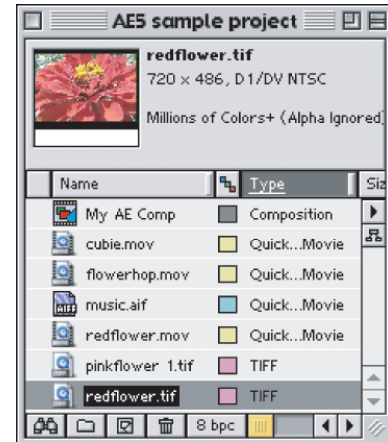 AE5 sample project
redflower.tif
720 x 486, D1/DV NTSC
Millions of Colors+ (Alpha Ignored)
Name Type Siz
My AE Comp Composition
cubie.mov Quick...Movie
flowerhop.mov Quick...Movie
AIFF music.aif Quick...Movie
redflower.mov Quick...Movie
pinkflower 1.tif TIFF
redflower.tif TIFF
8 bpc